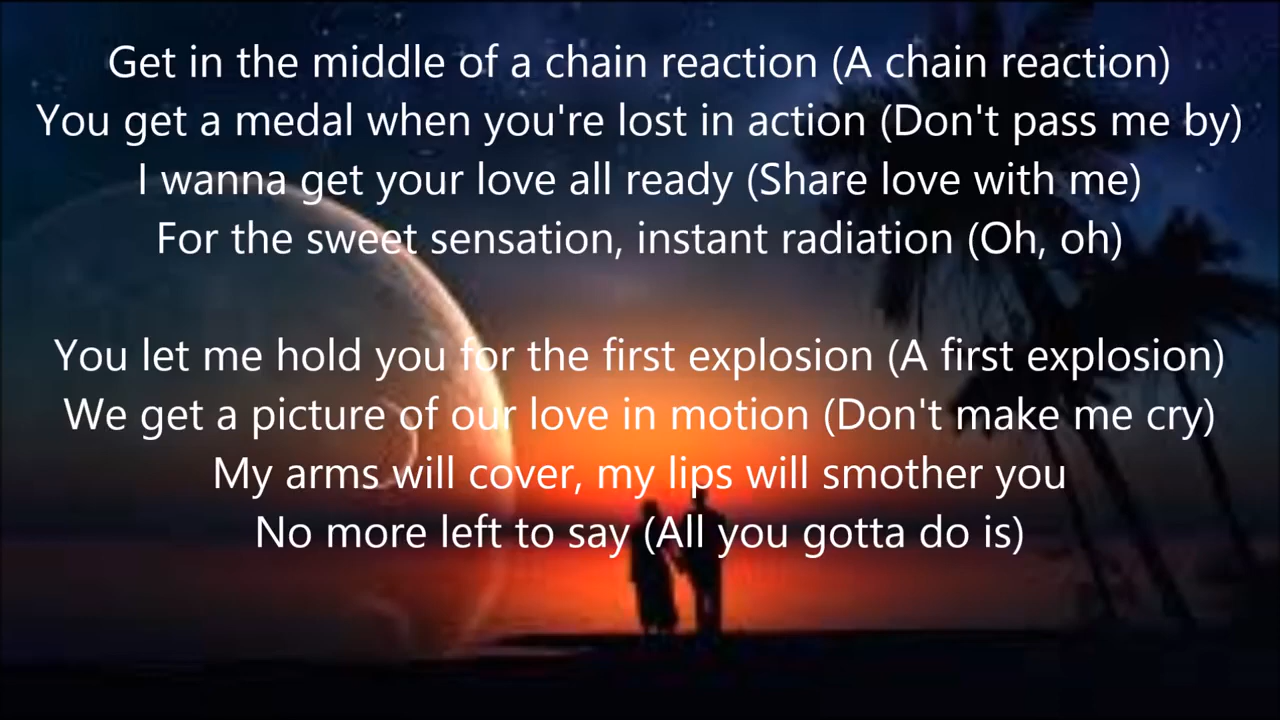 Get in the middle of a chain reaction (A chain reaction)
You get a medal when you're lost in action (Don't pass me by)
I wanna get your love all ready (Share love with me)
For the sweet sensation, instant radiation (Oh, oh)
You let me hold you for the first explosion (A first explosion)
We get a picture of our love in motion (Don't make me cry)
My arms will cover, my lips will smother you
No more left to say (All you gotta do is)